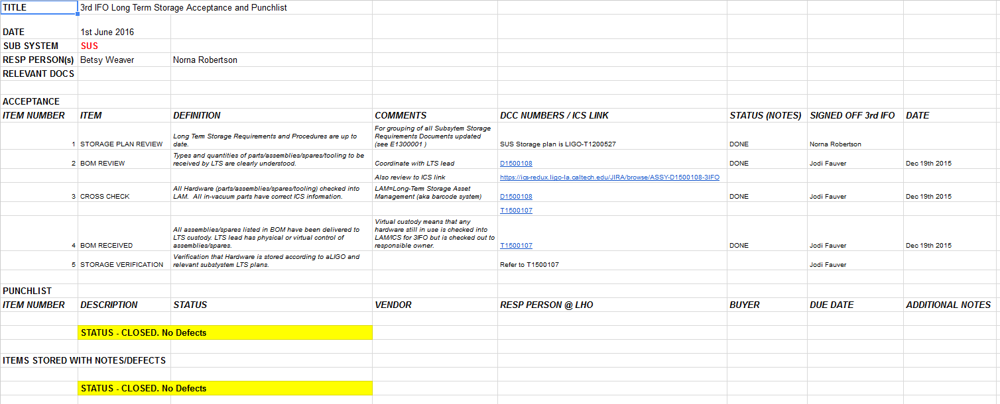 TITLE 3rd IFO Long Term Storage Acceptance and Punchlist
DATE 1st June 2016
SUB SYSTEM SUS
RESP PERSON(s) Betsy Weaver Norna Robertson
RELEVANT DOCS
ACCEPTANCE
ITEM NUMBER ITEM DEFINITION COMMENTS DCC NUMBERS / ICS LINK STATUS (NOTES) SIGNED OFF 3rd IFO DATE
1 STORAGE PLAN REVIEW
Long Term Storage Requirements and Procedures are up to
date.
For grouping of all Subsytem Storage
Requirements Documents updated
(see E1300001 )
SUS Storage plan is LIGO-T1200527
DONE
Norna Robertson
2 BOM REVIEW
Types and quantities of parts/assemblies/spares/tooling to be
received by LTS are clearly understood.
Coordinate with LTS lead
D1500108
DONE
Jodi Fauver
Dec 19th 2015
Also review to ICS link
https://ics-redux.ligo-la.caltech.edu/JIRA/browse/ASSY-D1500108-3IFO
3 CROSS CHECK
All Hardware (parts/assemblies/spares/tooling) checked into
LAM. All in-vacuum parts have correct ICS information.
LAM=Long-Term Storage Asset
Management (aka barcode system)
D1500108
DONE
Jodi Fauver
Dec 19th 2015
T1500107
4 BOM RECEIVED
All assemblies/spares listed in BOM have been delivered to
LTS custody. LTS lead has physical or virtual control of
assemblies/spares.
Virtual custody means that any
hardware still in use is checked into
LAM/ICS for 3IFO but is checked out to
responsible owner.
T1500107
DONE
Jodi Fauver
Dec 19th 2015
5 STORAGE VERIFICATION
Verification that Hardware is stored according to aLIGO and
relevant substystem LTS plans.
Refer to T1500107
Jodi Fauver
PUNCHLIST
ITEM NUMBER DESCRIPTION STATUS VENDOR RESP PERSON @ LHO BUYER DUE DATE ADDITIONAL NOTES
STATUS - CLOSED. No Defects
ITEMS STORED WITH NOTES/DEFECTS
STATUS - CLOSED. No Defects